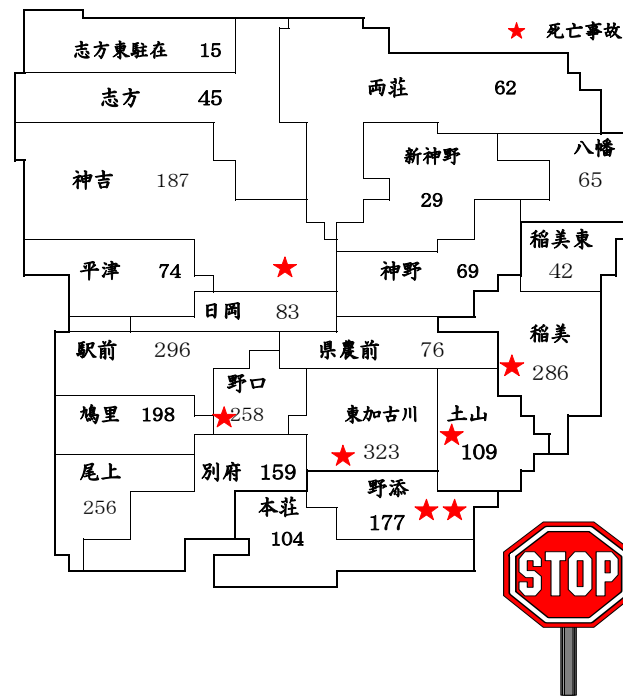 死亡事故
志方東駐在 15
志方 45
両荘 62
新神野
29
八幡
65
神吉 187
稲美東
42
平津 74
神野 69
日岡 83
稲美
286
駅前 296
県農前 76
野口
258
鳩里 198
東加古川
323
土山
109
尾上
256
別府 159
野添
177
本荘
104
STOP